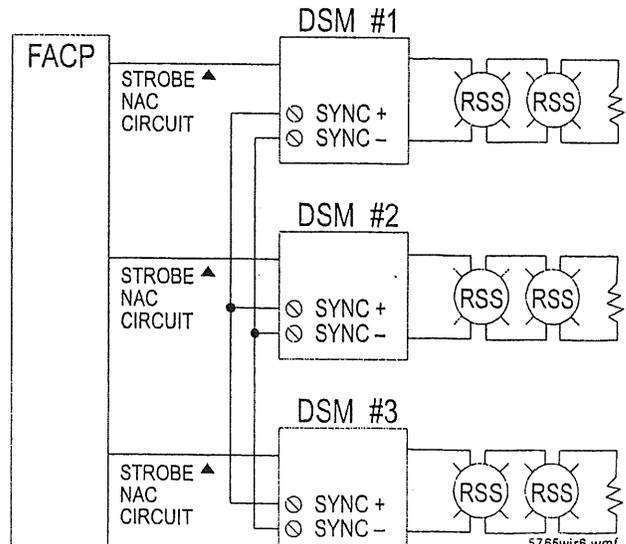 DSM #1
FACP
STROBE ▲
NAC
CIRCUIT
SYNC +
SYNC –
RSS RSS
DSM #2
STROBE ▲
NAC
CIRCUIT
SYNC +
SYNC –
RSS RSS
DSM #3
STROBE ▲
NAC
CIRCUIT
SYNC +
SYNC –
RSS RSS
5765wir6.wmf